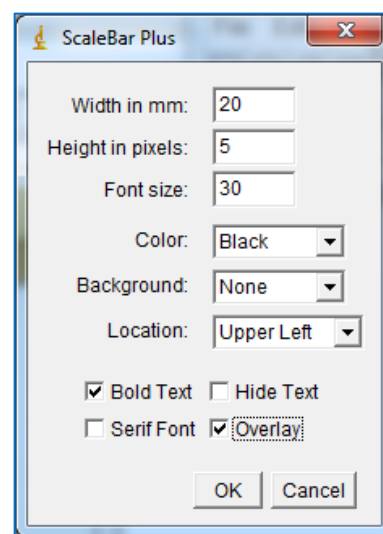 ScaleBar Plus
Width in mm: 20
Height in pixels: 5
Font size: 30
Color: Black
Background: None
Location: Upper Left
Bold Text Hide Text
Serif Font Overlay
OK Cancel